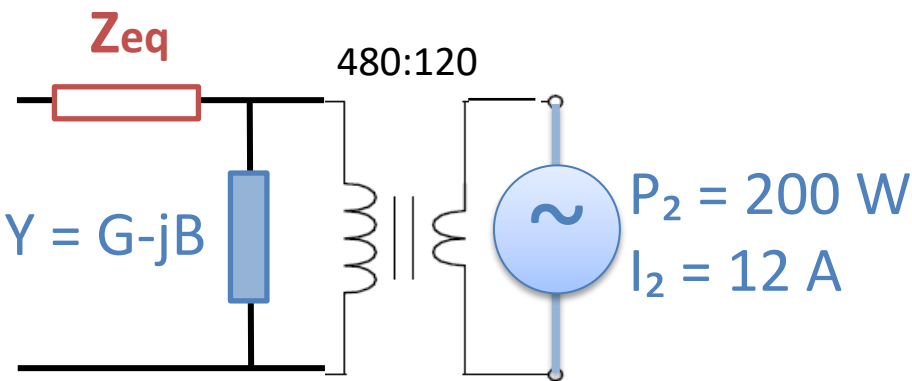 Zeq
480:120
Y = G-jB
~
P₂ = 200 W
I₂ = 12 A